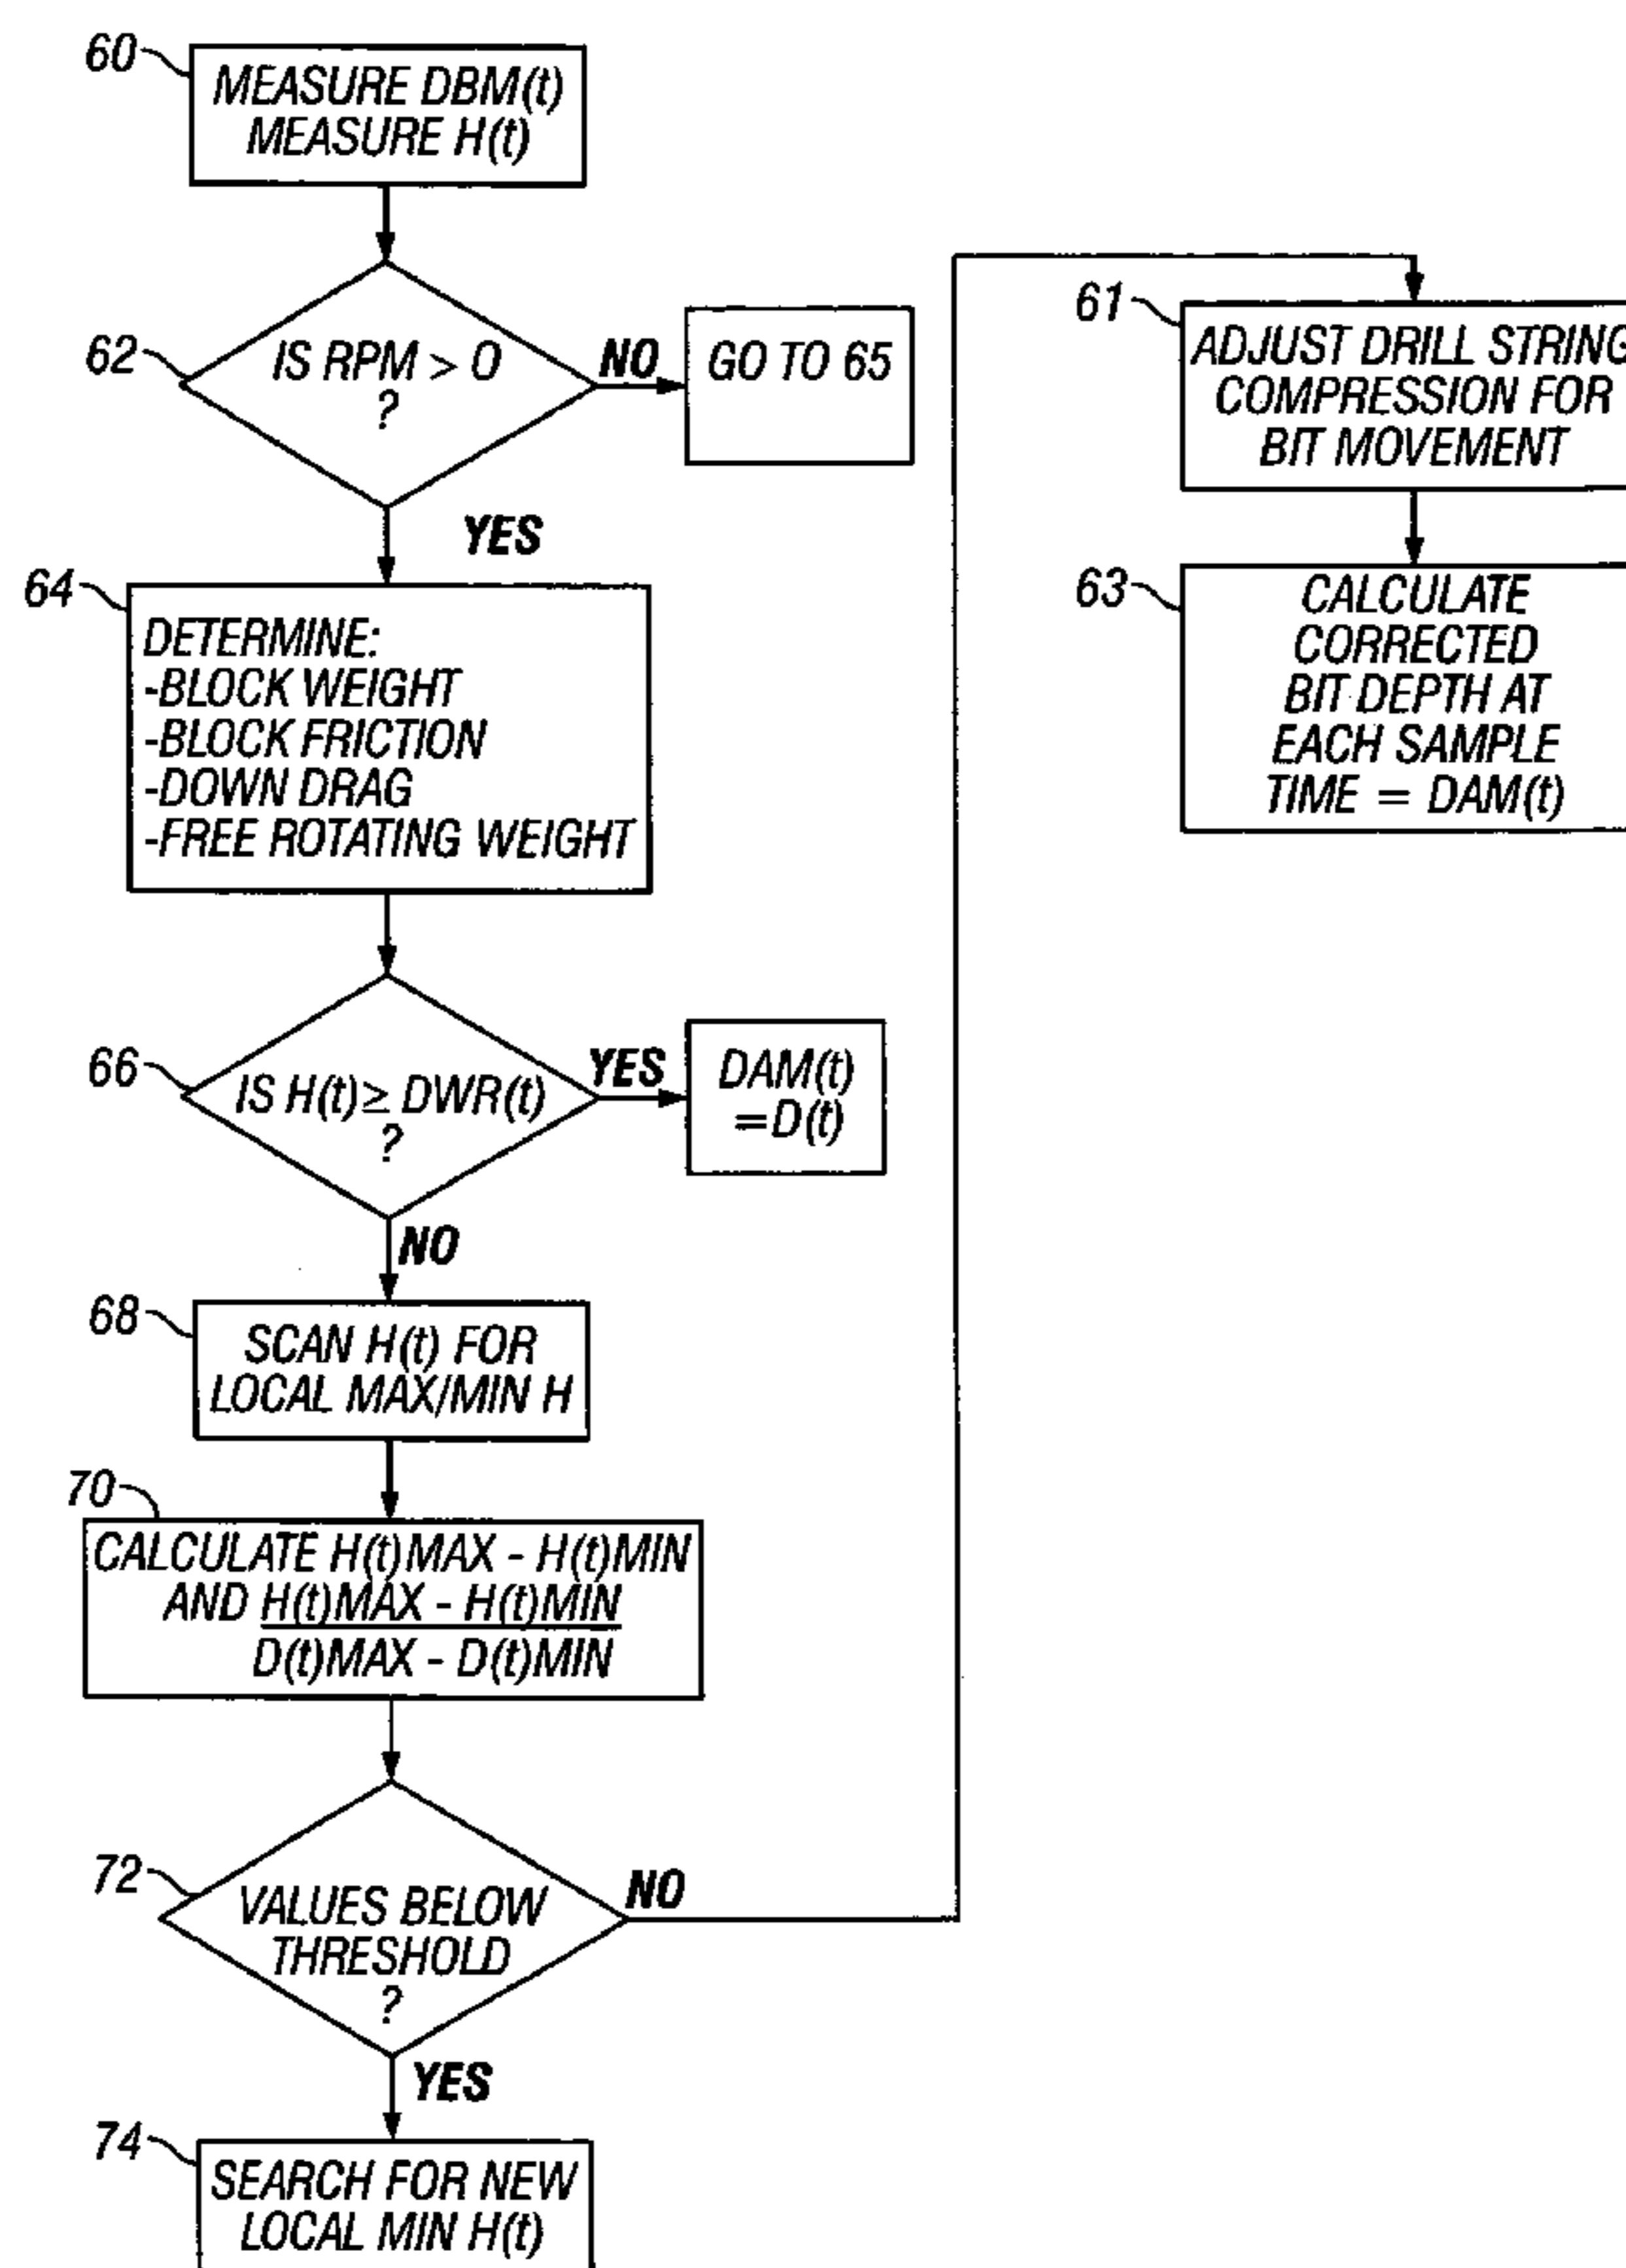 60
MEASURE DBM(t)
MEASURE H(t)
62
IS RPM > 0
?
NO
GO TO 65
YES
64
DETERMINE:
-BLOCK WEIGHT
-BLOCK FRICTION
-DOWN DRAG
-FREE ROTATING WEIGHT
66
IS H(t) ≥ DWR(t)
?
YES
DAM(t)
=D(t)
NO
68
SCAN H(t) FOR
LOCAL MAX/MIN H
70
CALCULATE H(t)MAX - H(t)MIN
AND H(t)MAX - H(t)MIN
D(t)MAX - D(t)MIN
72
VALUES BELOW
THRESHOLD
?
NO
YES
74
SEARCH FOR NEW
LOCAL MIN H(t)
61
ADJUST DRILL STRING
COMPRESSION FOR
BIT MOVEMENT
63
CALCULATE
CORRECTED
BIT DEPTH AT
EACH SAMPLE
TIME = DAM(t)